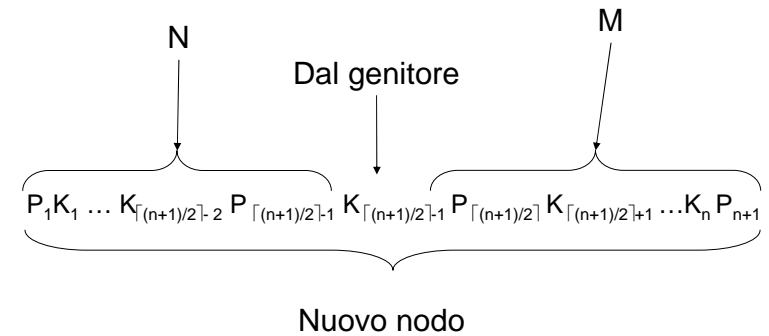 N
M
Dal genitore
P₁K₁ … K⌈(n+1)/2⌉-2 P⌈(n+1)/2⌉-1 K⌈(n+1)/2⌉-1 P⌈(n+1)/2⌉ K⌈(n+1)/2⌉+1 …Kₙ Pₙ₊₁
Nuovo nodo